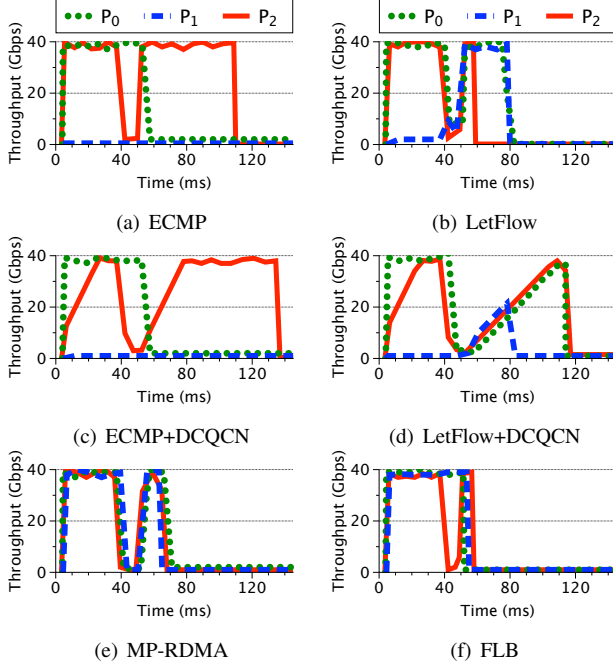 P0 P1 P2 P0 P1 P2
Throughput (Gbps) 40 20 0
0 40 80 120
Time (ms)
(a) ECMP
Throughput (Gbps) 40 20 0
0 40 80 120
Time (ms)
(b) LetFlow
Throughput (Gbps) 40 20 0
0 40 80 120
Time (ms)
(c) ECMP+DCQCN
Throughput (Gbps) 40 20 0
0 40 80 120
Time (ms)
(d) LetFlow+DCQCN
Throughput (Gbps) 40 20 0
0 40 80 120
Time (ms)
(e) MP-RDMA
Throughput (Gbps) 40 20 0
0 40 80 120
Time (ms)
(f) FLB